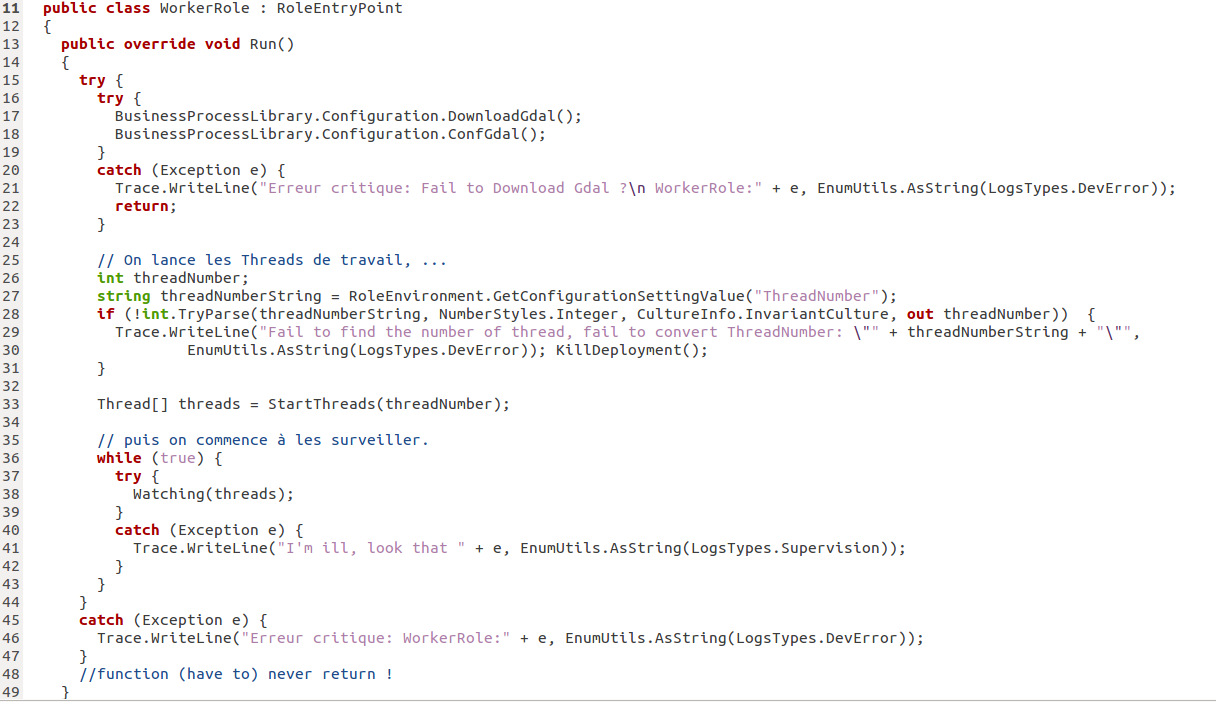 11 public class WorkerRole : RoleEntryPoint
12 {
13 public override void Run()
14 {
15 try {
16 try {
17 BusinessProcessLibrary.Configuration.DownloadGdal();
18 BusinessProcessLibrary.Configuration.ConfGdal();
19 }
20 catch (Exception e) {
21 Trace.WriteLine("Erreur critique: Fail to Download Gdal ?\n WorkerRole:" + e, EnumUtils.AsString(LogsTypes.DevError));
22 return;
23 }
24
25 // On lance les Threads de travail, ...
26 int threadNumber;
27 string threadNumberString = RoleEnvironment.GetConfigurationSettingValue("ThreadNumber");
28 if (!int.TryParse(threadNumberString, NumberStyles.Integer, CultureInfo.InvariantCulture, out threadNumber)) {
29 Trace.WriteLine("Fail to find the number of thread, fail to convert ThreadNumber: \"" + threadNumberString + "\"",
30 EnumUtils.AsString(LogsTypes.DevError)); KillDeployment();
31 }
32
33 Thread[] threads = StartThreads(threadNumber);
34
35 // puis on commence à les surveiller.
36 while (true) {
37 try {
38 Watching(threads);
39 }
40 catch (Exception e) {
41 Trace.WriteLine("I'm ill, look that " + e, EnumUtils.AsString(LogsTypes.Supervision));
42 }
43 }
44 }
45 catch (Exception e) {
46 Trace.WriteLine("Erreur critique: WorkerRole:" + e, EnumUtils.AsString(LogsTypes.DevError));
47 }
48 //function (have to) never return !
49 }